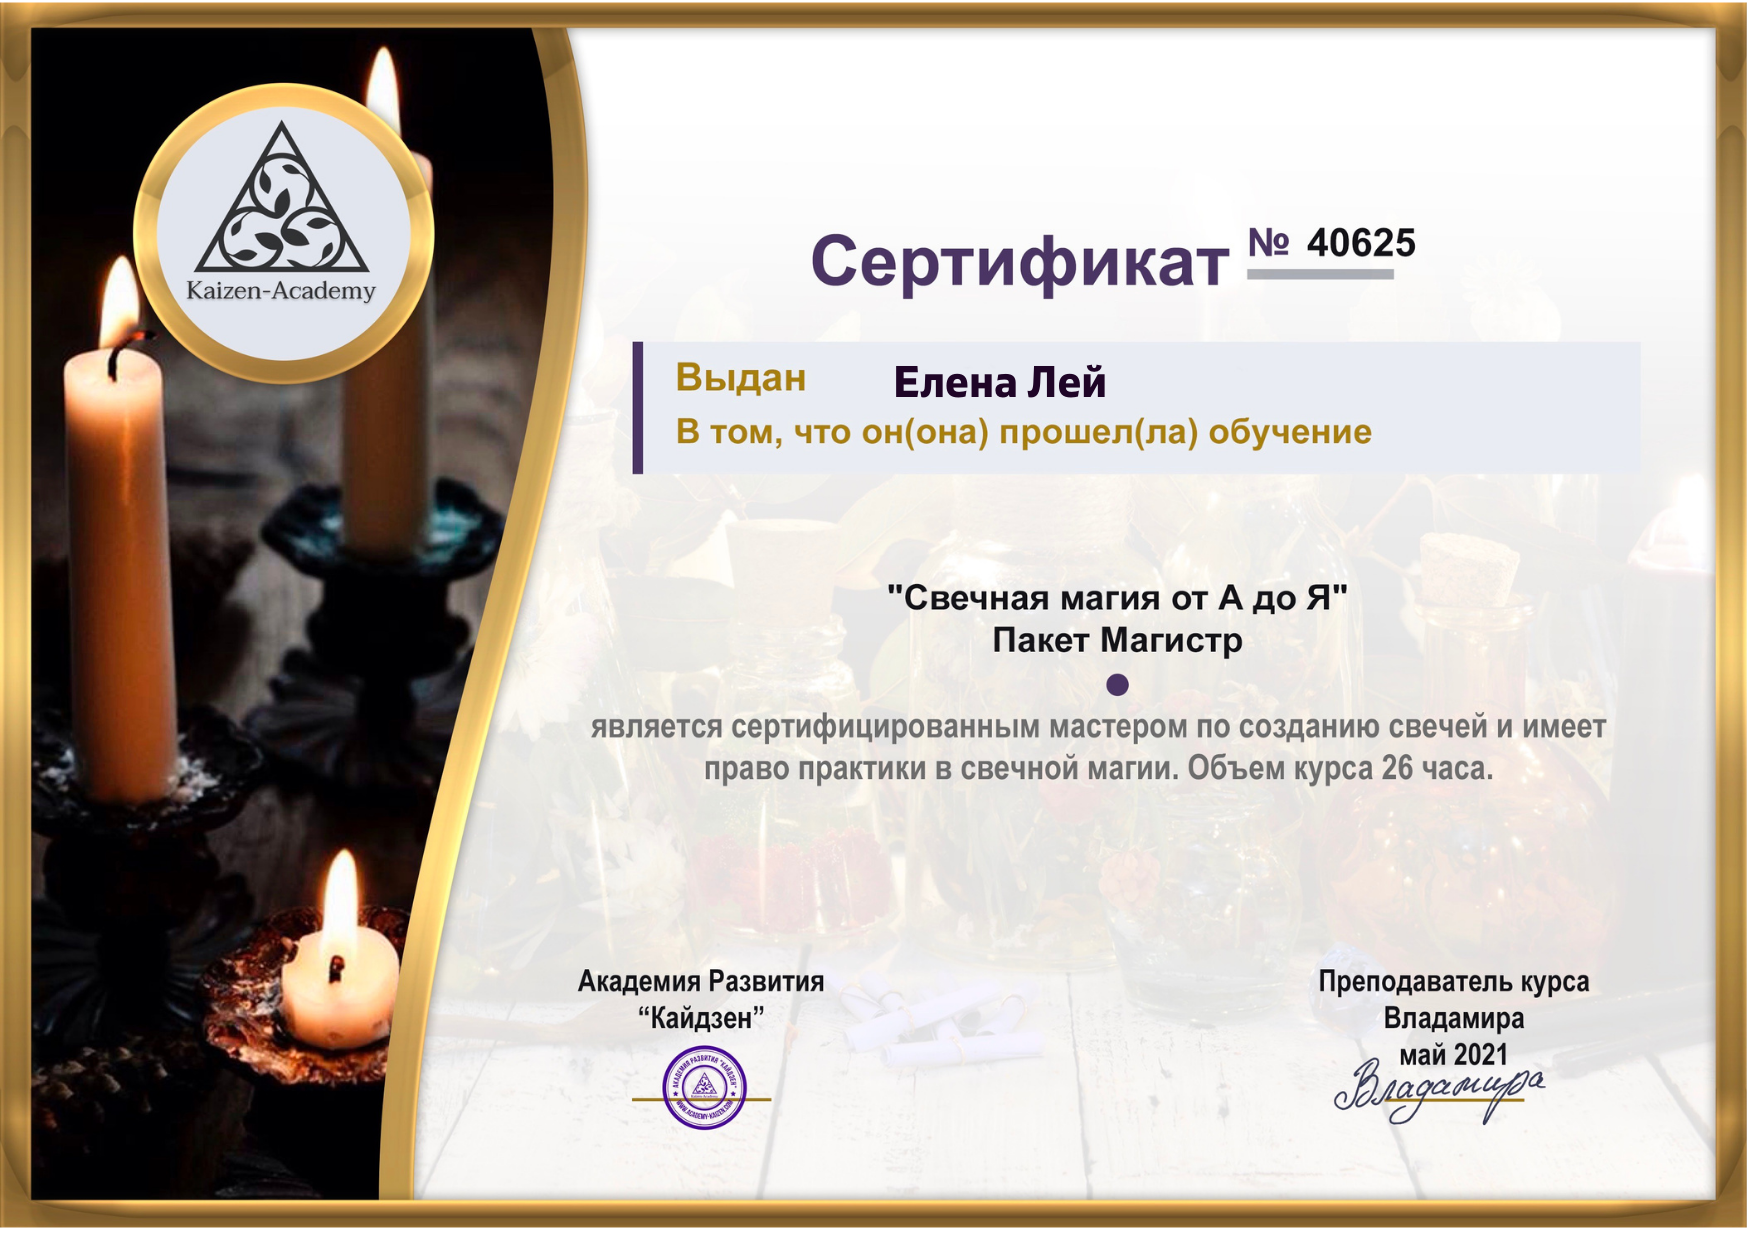 Kaizen-Academy
Сертификат № 40625
Выдан Елена Лей
В том, что он(она) прошел(ла) обучение
"Свечная магия от А до Я"
Пакет Магистр
является сертифицированным мастером по созданию свечей и имеет
право практики в свечной магии. Объем курса 26 часа.
Академия Развития
“Кайдзен”
АКАДЕМИЯ РАЗВИТИЯ "КАЙДЗЕН"
Kaizen-Academy
WWW.ACADEMY-KAIZEN.COM
Преподаватель курса
Владамира
май 2021
Владамира